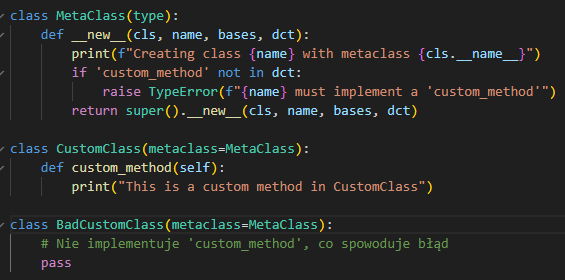 class MetaClass(type):
    def __new__(cls, name, bases, dct):
        print(f"Creating class {name} with metaclass {cls.__name__}")
        if 'custom_method' not in dct:
            raise TypeError(f"{name} must implement a 'custom_method'")
        return super().__new__(cls, name, bases, dct)

class CustomClass(metaclass=MetaClass):
    def custom_method(self):
        print("This is a custom method in CustomClass")

class BadCustomClass(metaclass=MetaClass):
    # Nie implementuje 'custom_method', co spowoduje błąd
    pass